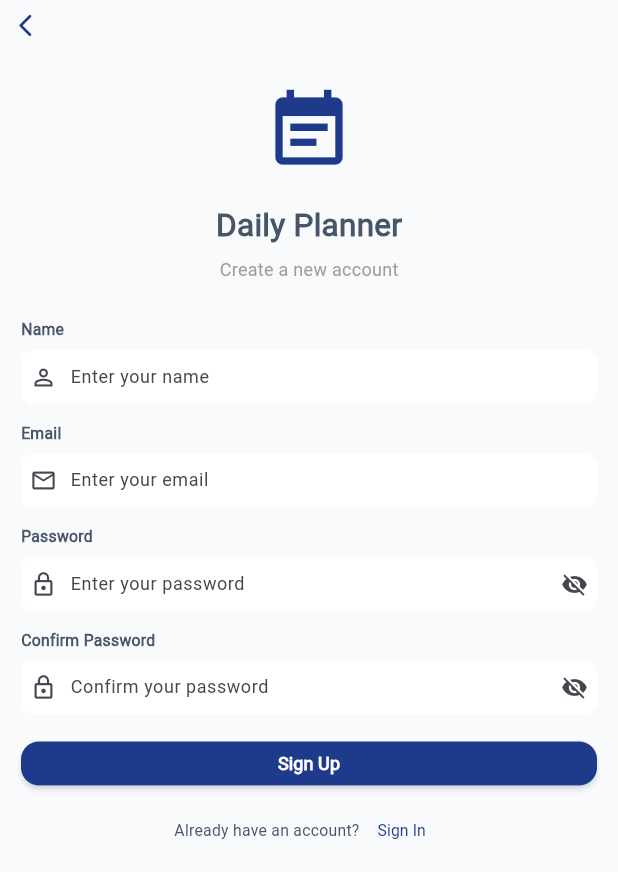 Daily Planner
Create a new account
Name
Enter your name
Email
Enter your email
Password
Enter your password
Confirm Password
Confirm your password
Sign Up
Already have an account? Sign In